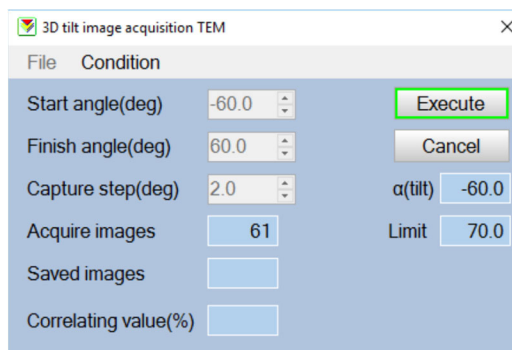 3D tilt image acquisition TEM
File Condition
Start angle(deg) -60.0 Execute
Finish angle(deg) 60.0 Cancel
Capture step(deg) 2.0 α(tilt) -60.0
Acquire images 61 Limit 70.0
Saved images
Correlating value(%)